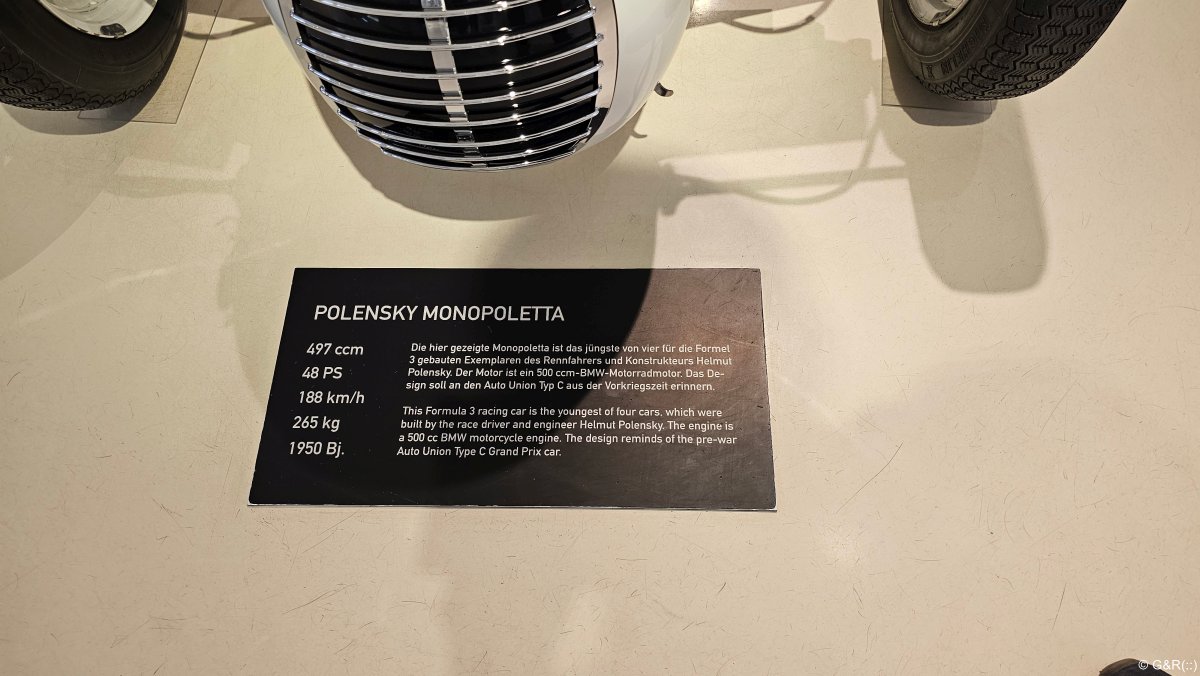 POLENSKY MONOPOLETTA
497 ccm
48 PS
188 km/h
265 kg
1950 Bj.
Die hier gezeigte Monopoletta ist das jüngste von vier für die Formel
3 gebauten Exemplaren des Rennfahrers und Konstrukteurs Helmut
Polensky. Der Motor ist ein 500 ccm-BMW-Motorradmotor. Das De-
sign soll an den Auto Union Typ C aus der Vorkriegszeit erinnern.
This Formula 3 racing car is the youngest of four cars, which were
built by the race driver and engineer Helmut Polensky. The engine is
a 500 cc BMW motorcycle engine. The design reminds of the pre-war
Auto Union Type C Grand Prix car.
© G&R(::)